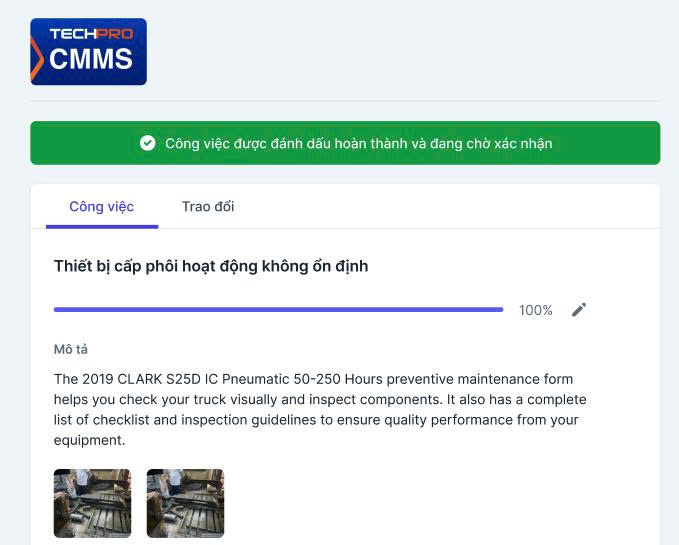 TECHPRO
CMMS
Công việc được đánh dấu hoàn thành và đang chờ xác nhận
Công việc Trao đổi
Thiết bị cấp phôi hoạt động không ổn định
100%
Mô tả
The 2019 CLARK S25D IC Pneumatic 50-250 Hours preventive maintenance form
helps you check your truck visually and inspect components. It also has a complete
list of checklist and inspection guidelines to ensure quality performance from your
equipment.